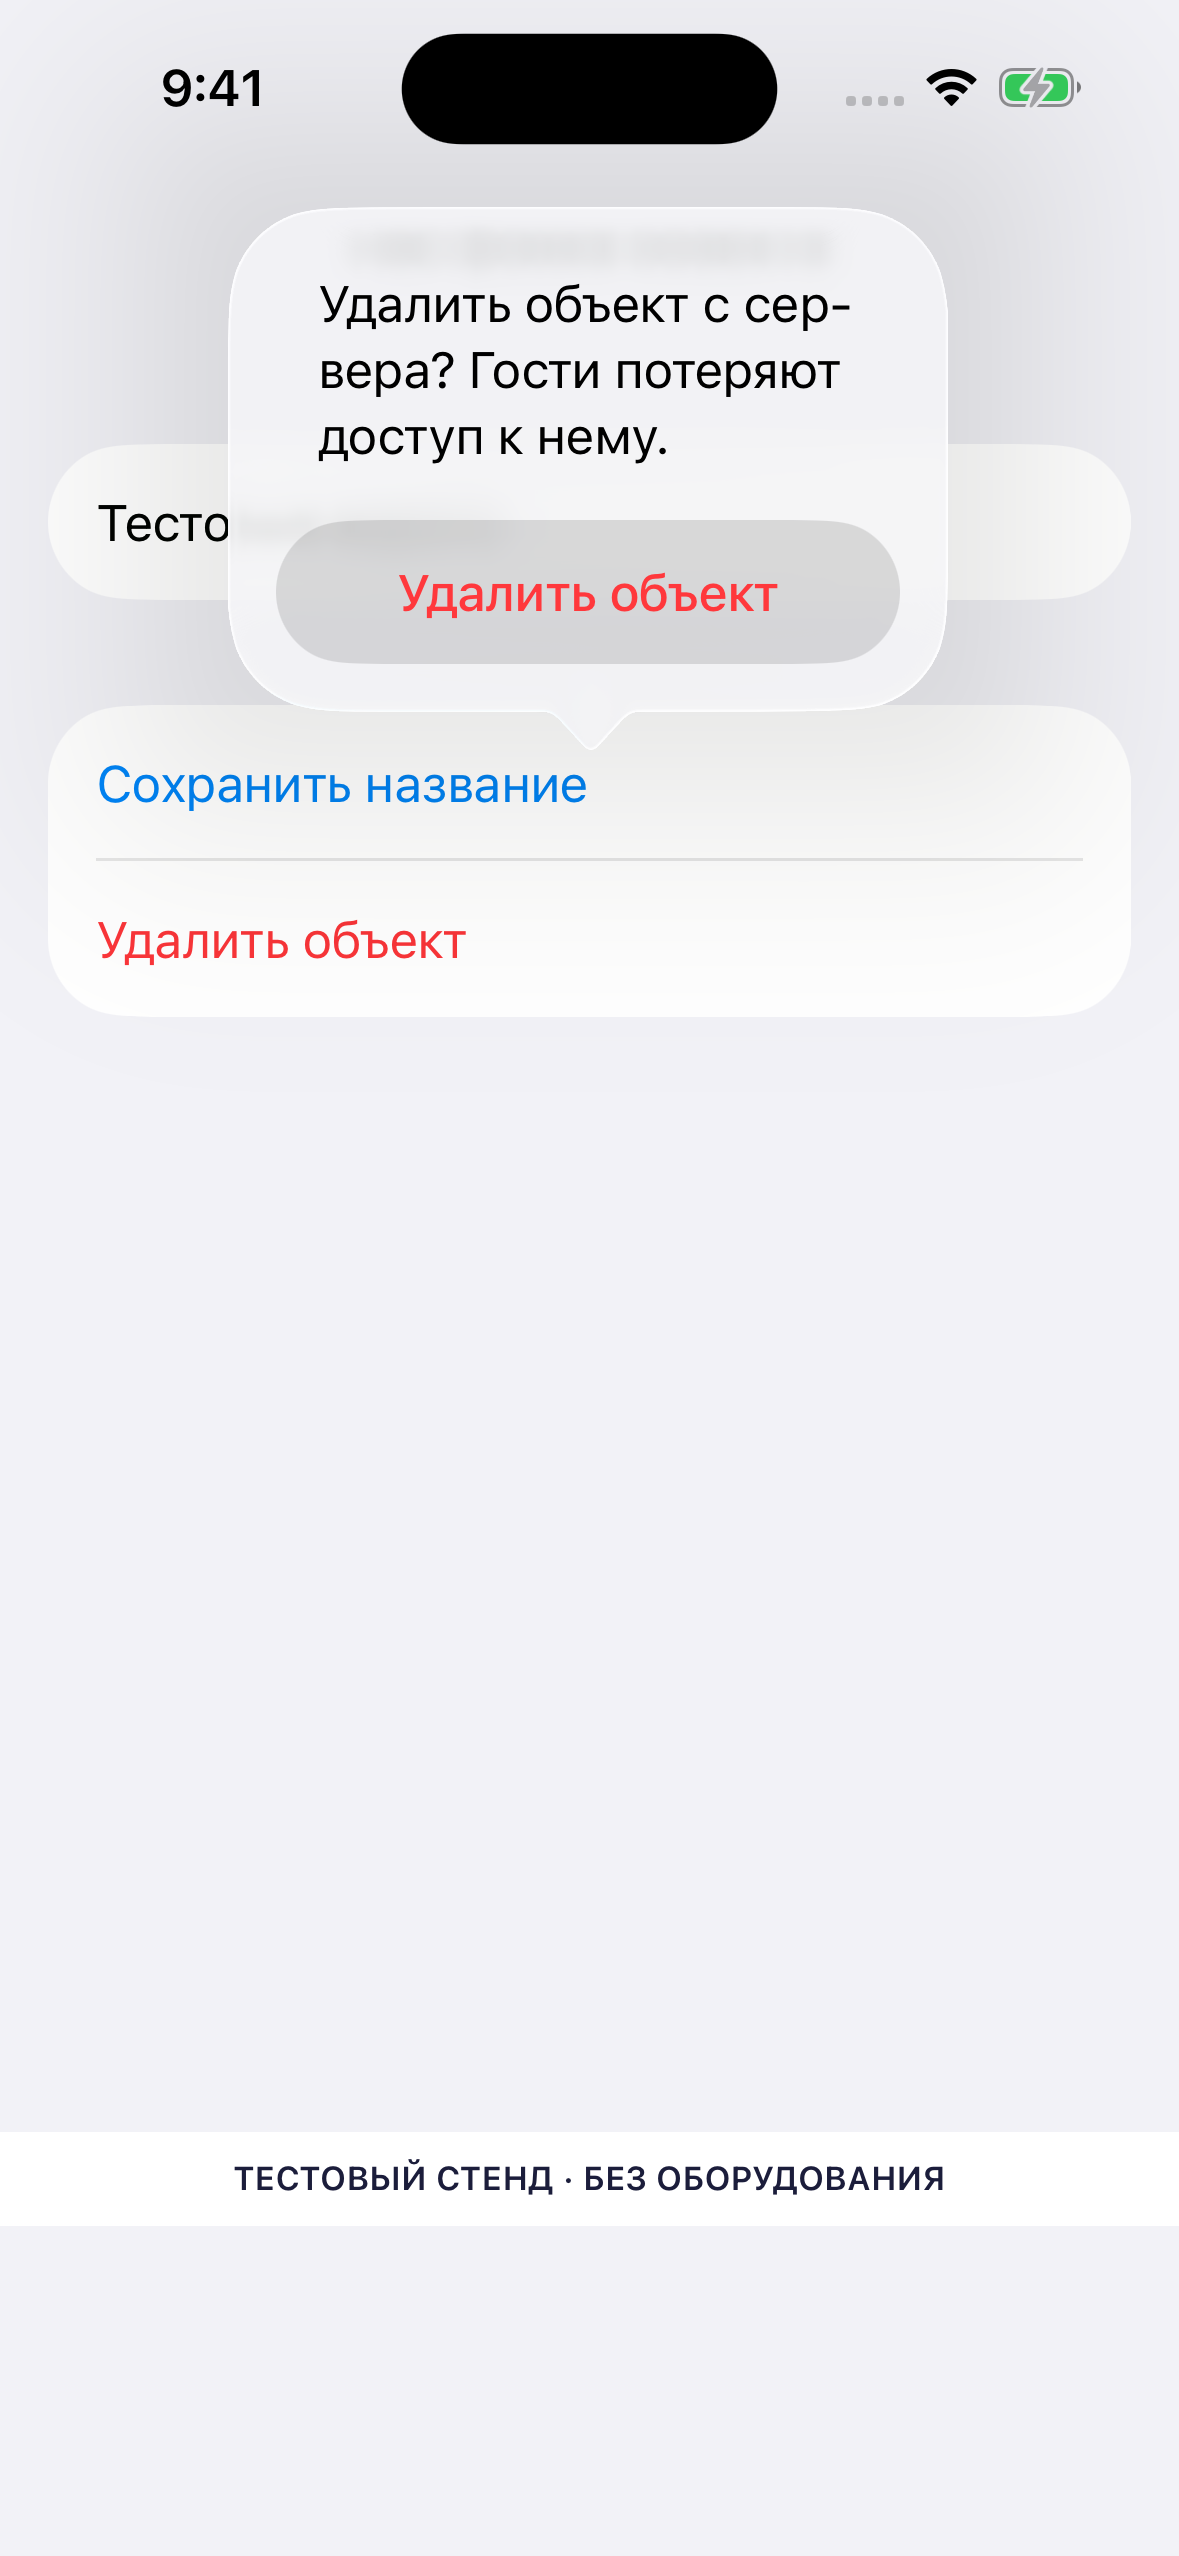 9:41
Удалить объект с сер-
вера? Гости потеряют
доступ к нему.
Тесто
Удалить объект
Сохранить название
Удалить объект
ТЕСТОВЫЙ СТЕНД · БЕЗ ОБОРУДОВАНИЯ